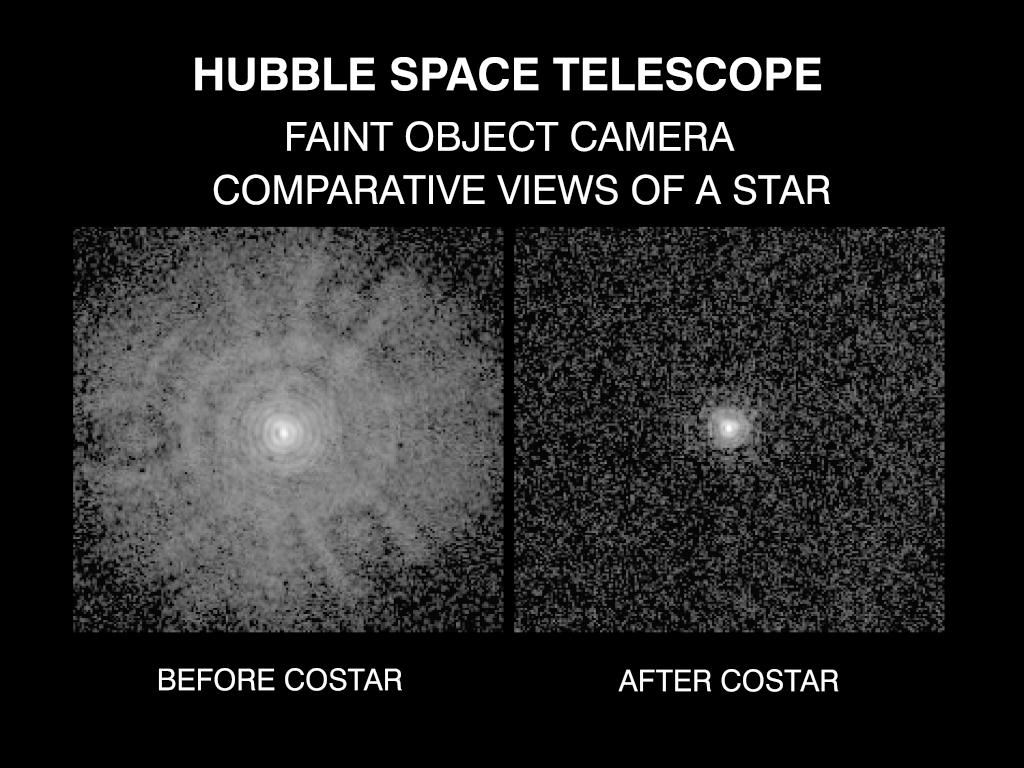 HUBBLE SPACE TELESCOPE
FAINT OBJECT CAMERA
COMPARATIVE VIEWS OF A STAR
BEFORE COSTAR
AFTER COSTAR